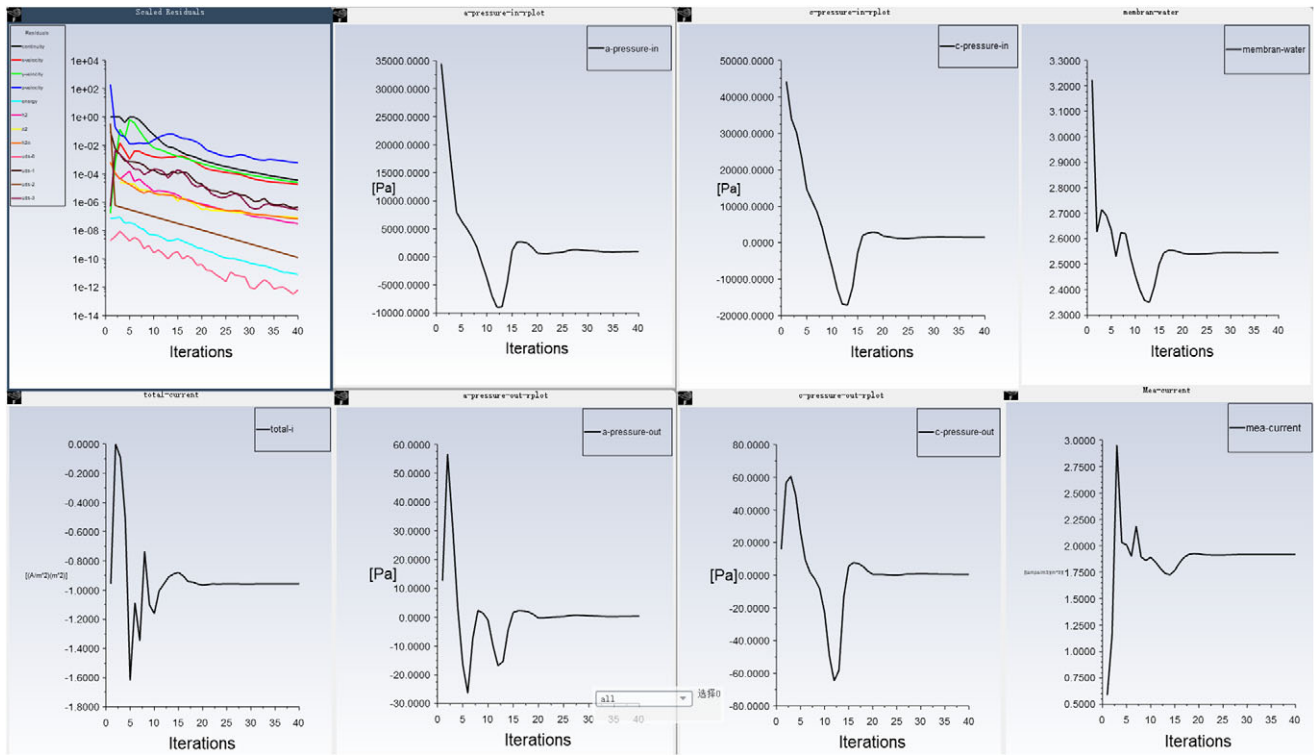 Scaled Residuals
Residuals
continuity
x-velocity
y-velocity
z-velocity
energy
h2
o2
h2o
uds-0
uds-1
uds-2
uds-3
1e+04
1e+02
1e+00
1e-02
1e-04
1e-06
1e-08
1e-10
1e-12
1e-14
0 5 10 15 20 25 30 35 40
Iterations
a-pressure-in-rplot
a-pressure-in
35000.0000
30000.0000
25000.0000
20000.0000
15000.0000
10000.0000
5000.0000
0.0000
-5000.0000
-10000.0000
[Pa]
0 5 10 15 20 25 30 35 40
Iterations
c-pressure-in-rplot
c-pressure-in
50000.0000
40000.0000
30000.0000
20000.0000
10000.0000
0.0000
-10000.0000
-20000.0000
[Pa]
0 5 10 15 20 25 30 35 40
Iterations
membran-water
membran-water
3.3000
3.2000
3.1000
3.0000
2.9000
2.8000
2.7000
2.6000
2.5000
2.4000
2.3000
0 5 10 15 20 25 30 35 40
Iterations
total-current
total-i
0.0000
-0.2000
-0.4000
-0.6000
-0.8000
-1.0000
-1.2000
-1.4000
-1.6000
-1.8000
[(A/m^2)(m^2)]
0 5 10 15 20 25 30 35 40
Iterations
a-pressure-out-rplot
a-pressure-out
60.0000
50.0000
40.0000
30.0000
20.0000
10.0000
0.0000
-10.0000
-20.0000
-30.0000
[Pa]
0 5 10 15 20 25 30 35 40
Iterations
all
选择0
c-pressure-out-rplot
c-pressure-out
80.0000
60.0000
40.0000
20.0000
0.0000
-20.0000
-40.0000
-60.0000
-80.0000
[Pa]
0 5 10 15 20 25 30 35 40
Iterations
Mea-current
mea-current
3.0000
2.7500
2.5000
2.2500
2.0000
1.7500
1.5000
1.2500
1.0000
0.7500
0.5000
0 5 10 15 20 25 30 35 40
Iterations